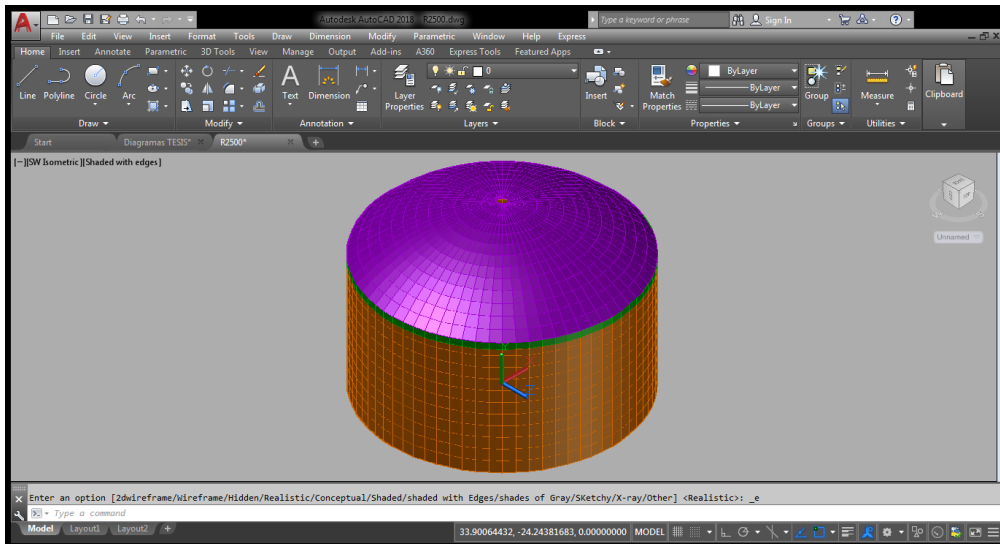 Autodesk AutoCAD 2018 R2500.dwg
Type a keyword or phrase
Sign In
File Edit View Insert Format Tools Draw Dimension Modify Parametric Window Help Express
Home Insert Annotate Parametric 3D Tools View Manage Output Add-ins A360 Express Tools Featured Apps
Line Polyline Circle Arc
Text Dimension
Layer Properties
0
Insert
Match Properties
ByLayer
ByLayer
ByLayer
Group
Measure
Clipboard
Draw Modify Annotation Layers Block Properties Groups Utilities
Start Diagramas TESIS* R2500*
[−][SW Isometric][Shaded with edges]
Unnamed
Enter an option [2dwireframe/Wireframe/Hidden/Realistic/Conceptual/Shaded/shaded with Edges/shades of Gray/SKetchy/X-ray/Other] <Realistic>: _e
Type a command
Model Layout1 Layout2 +
33.90064432, -24.24381683, 0.00000000 MODEL